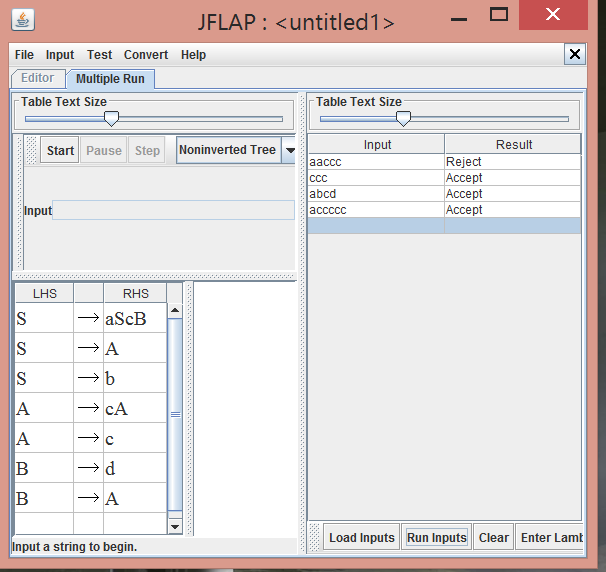 JFLAP : <untitled1>
File Input Test Convert Help
Editor Multiple Run
Table Text Size
Start Pause Step Noninverted Tree
Input
LHS RHS
S → aScB
S → A
S → b
A → cA
A → c
B → d
B → A
Input a string to begin.
Table Text Size
Input Result
aaccc Reject
ccc Accept
abcd Accept
accccc Accept
Load Inputs Run Inputs Clear Enter Lamb